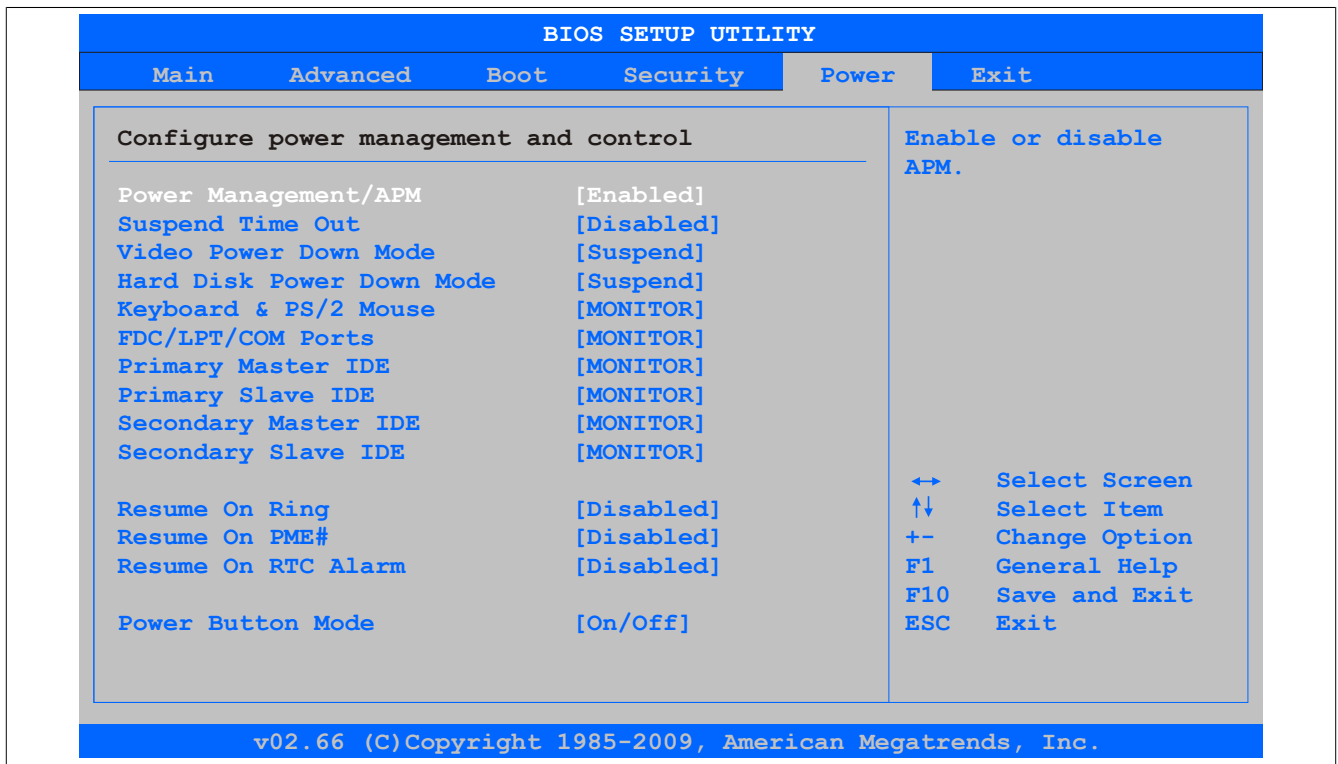 BIOS SETUP UTILITY
Main Advanced Boot Security Power Exit
Configure power management and control
Power Management/APM [Enabled]
Suspend Time Out [Disabled]
Video Power Down Mode [Suspend]
Hard Disk Power Down Mode [Suspend]
Keyboard & PS/2 Mouse [MONITOR]
FDC/LPT/COM Ports [MONITOR]
Primary Master IDE [MONITOR]
Primary Slave IDE [MONITOR]
Secondary Master IDE [MONITOR]
Secondary Slave IDE [MONITOR]
Resume On Ring [Disabled]
Resume On PME# [Disabled]
Resume On RTC Alarm [Disabled]
Power Button Mode [On/Off]
Enable or disable
APM.
↔ Select Screen
↑↓ Select Item
+- Change Option
F1 General Help
F10 Save and Exit
ESC Exit
v02.66 (C)Copyright 1985-2009, American Megatrends, Inc.